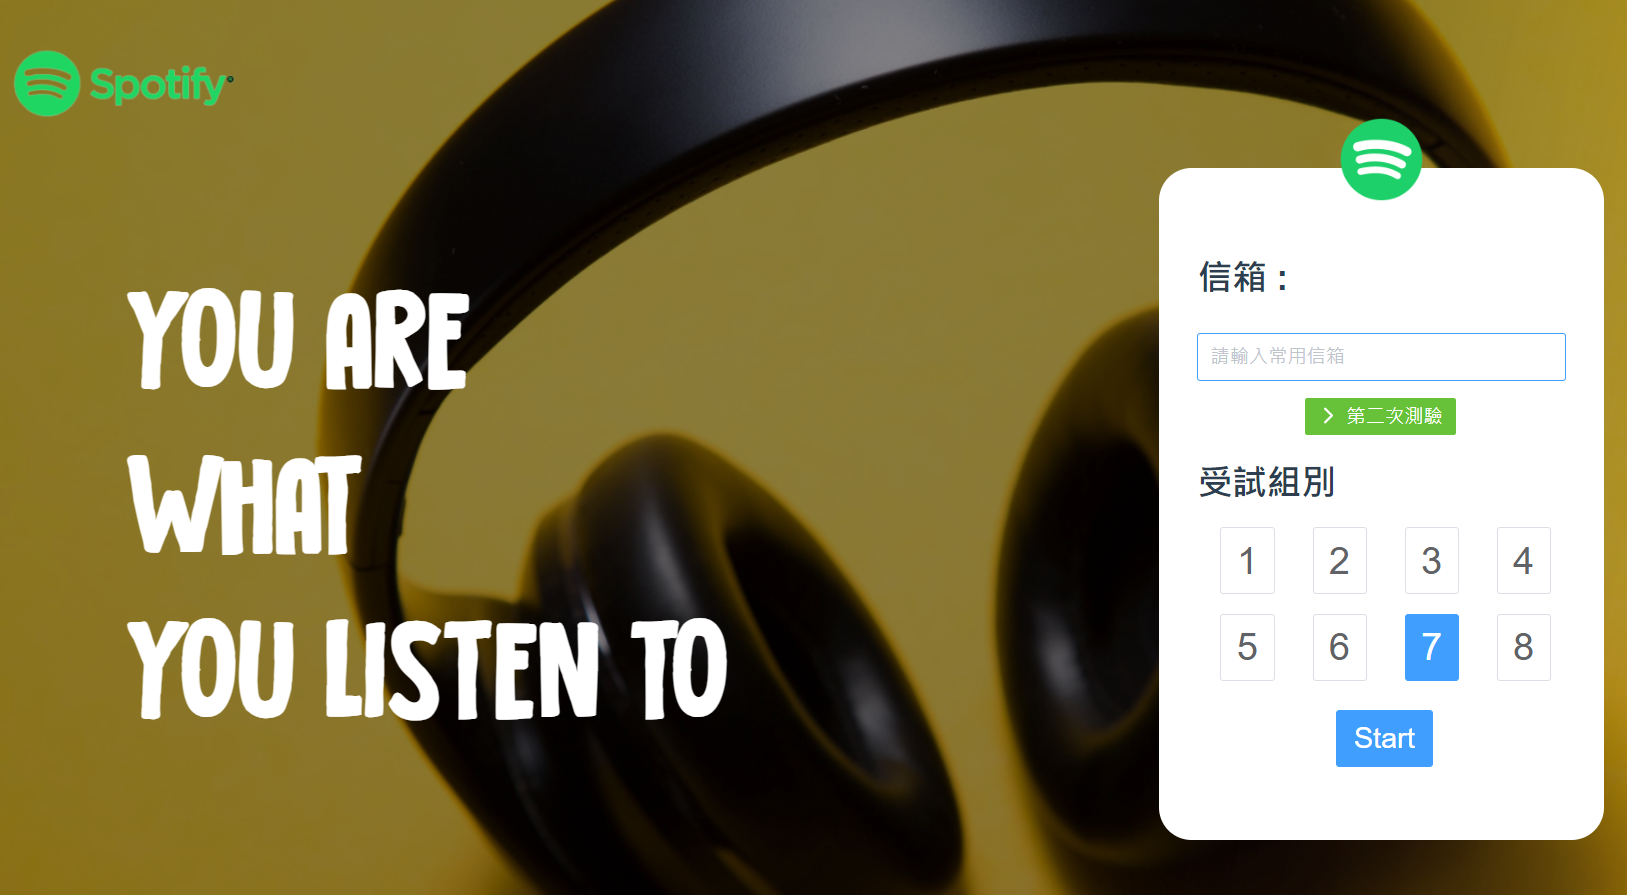 Spotify®
YOU ARE
WHAT
YOU LISTEN TO
信箱：
請輸入常用信箱
第二次測驗
受試組別
1 2 3 4
5 6 7 8
Start